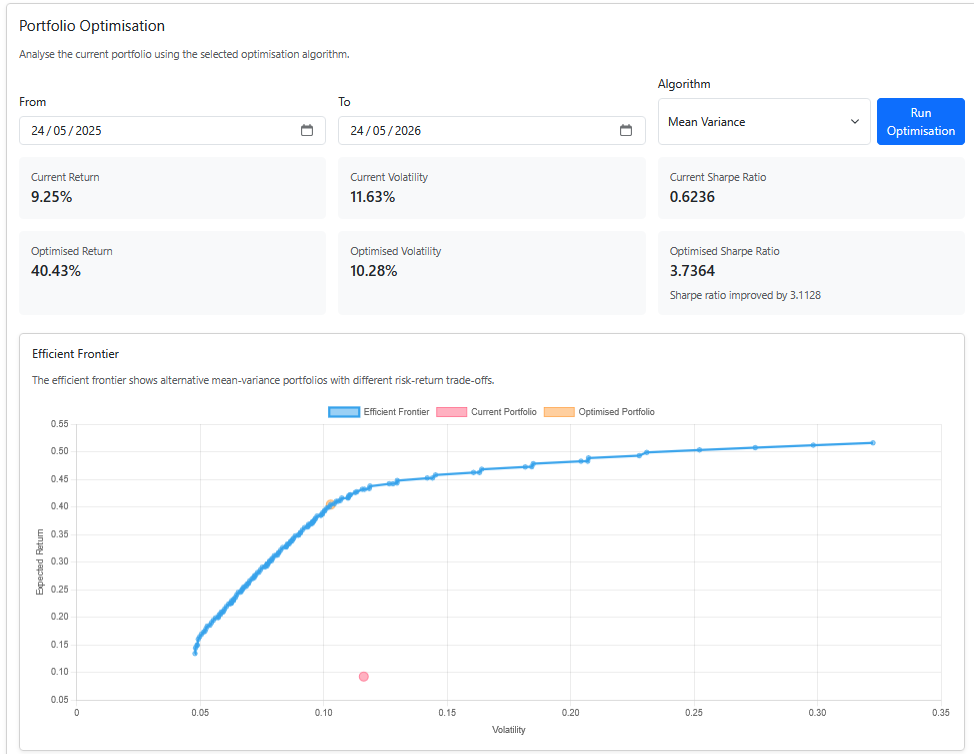 Portfolio Optimisation
Analyse the current portfolio using the selected optimisation algorithm.
From
24/05/2025
To
24/05/2026
Algorithm
Mean Variance
Run
Optimisation
Current Return
9.25%
Current Volatility
11.63%
Current Sharpe Ratio
0.6236
Optimised Return
40.43%
Optimised Volatility
10.28%
Optimised Sharpe Ratio
3.7364
Sharpe ratio improved by 3.1128
Efficient Frontier
The efficient frontier shows alternative mean-variance portfolios with different risk-return trade-offs.
Efficient Frontier Current Portfolio Optimised Portfolio
Expected Return
0.55
0.50
0.45
0.40
0.35
0.30
0.25
0.20
0.15
0.10
0.05
0 0.05 0.10 0.15 0.20 0.25 0.30 0.35
Volatility